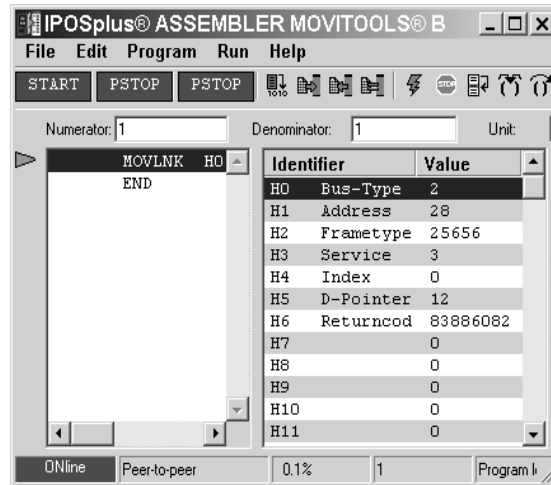 IPOSplus® ASSEMBLER MOVITOOLS® B
File Edit Program Run Help
START PSTOP PSTOP 1010 STOP
Numerator: 1 Denominator: 1 Unit:
MOVLNK H0
END
Identifier Value
H0 Bus-Type 2
H1 Address 28
H2 Frametype 25656
H3 Service 3
H4 Index 0
H5 D-Pointer 12
H6 Returncod 83886082
H7 0
H8 0
H9 0
H10 0
H11 0
ONline Peer-to-peer 0.1% 1 Program